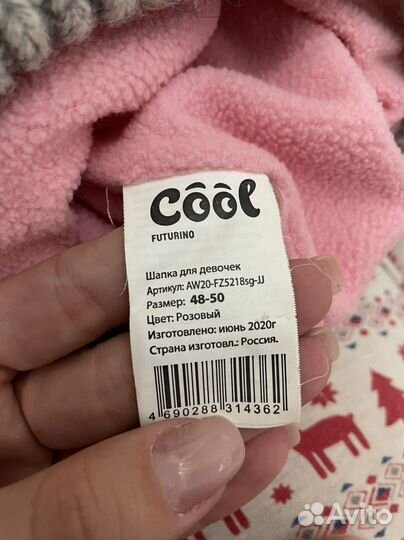 cool
FUTURINO
Шапка для девочек
Артикул: AW20-FZ5218sg-JJ
Размер: 48-50
Цвет: Розовый
Изготовлено: июнь 2020г
Страна изготовл.: Россия.
4 690288 314362
Avito